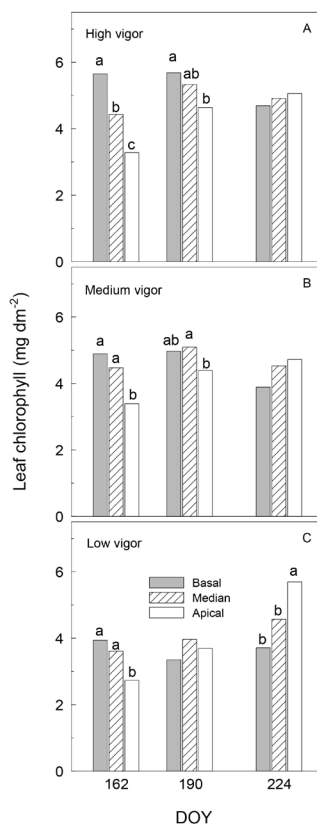 High vigor A
a a
ab
b b
c
6
4
2
0
Medium vigor B
a a ab a
b b
6
4
2
0
Low vigor C
Basal
Median
Apical
a a b
b b a
6
4
2
0
162 190 224
DOY
Leaf chlorophyll (mg dm-2)